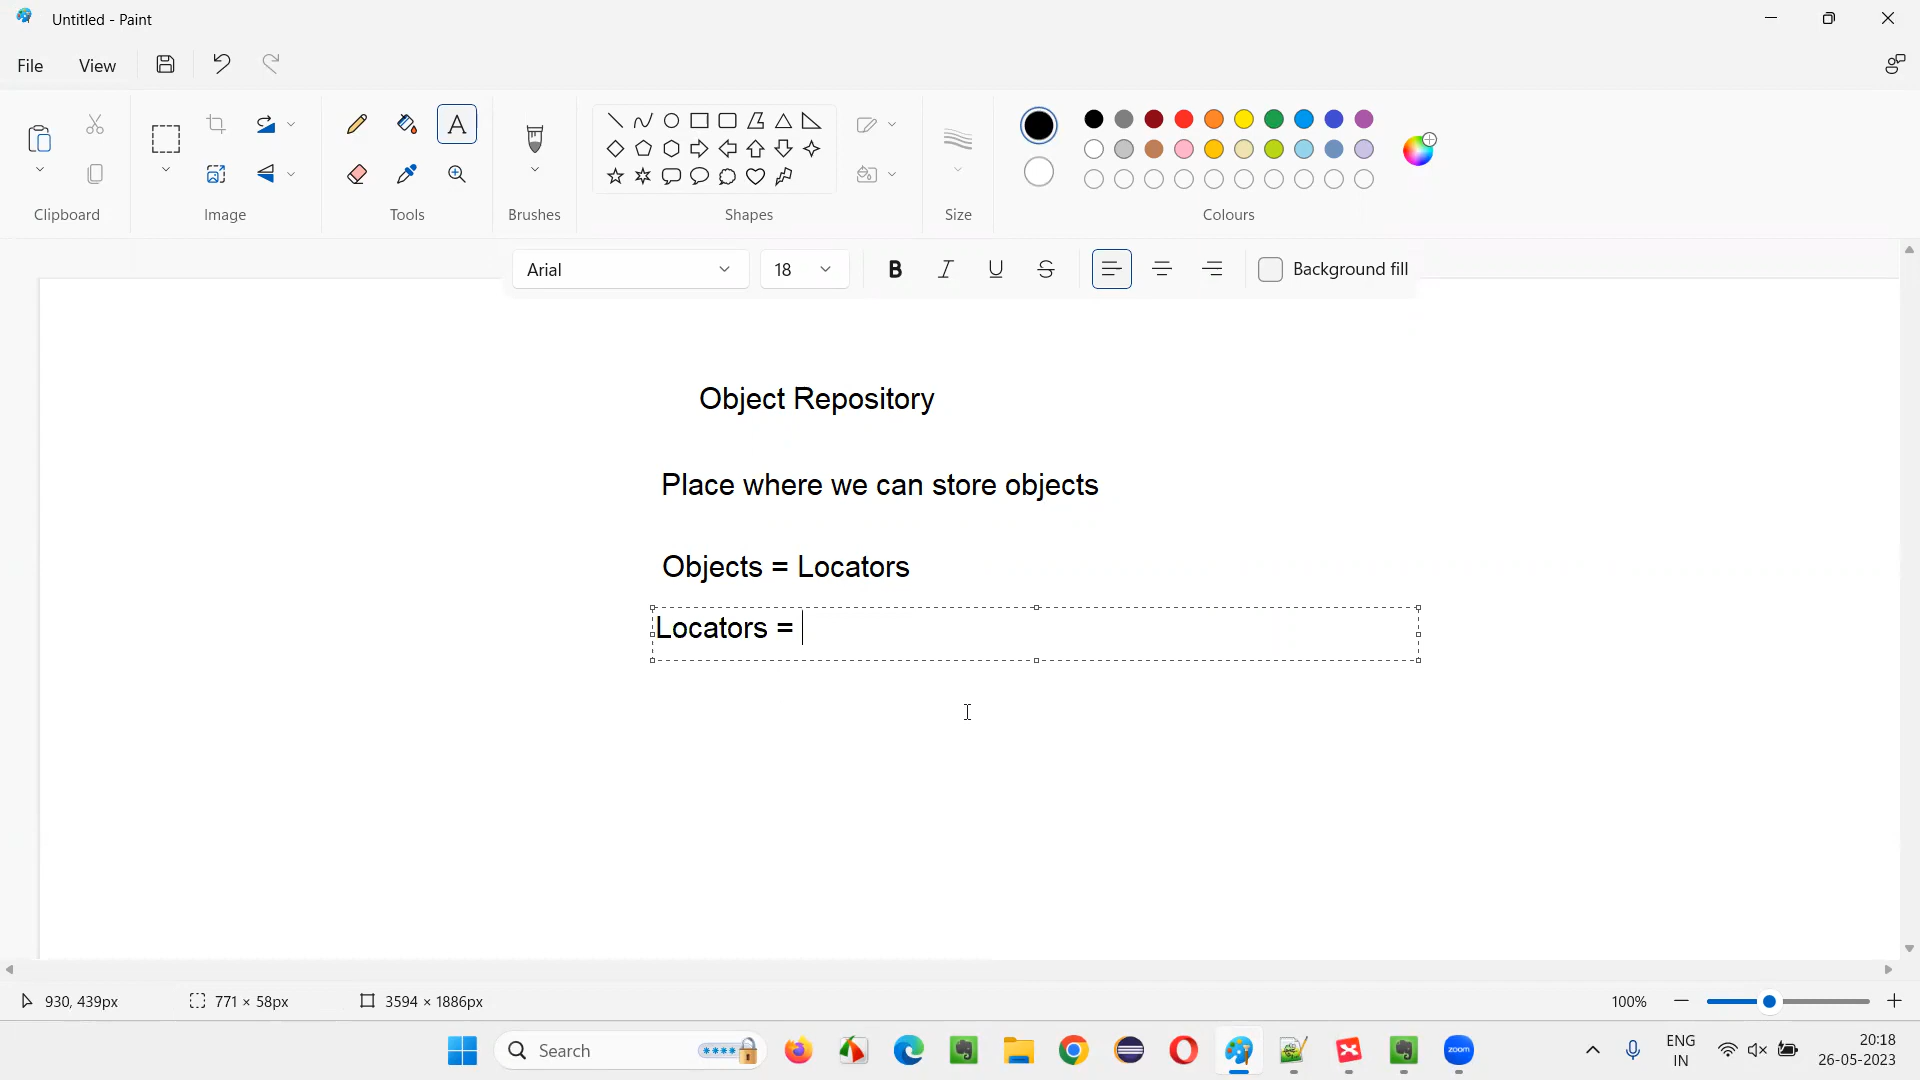 Untitled - Paint
File
View
Clipboard
Image
Tools
Brushes
Shapes
Size
Colours
Arial
18
Background fill
Object Repository
Place where we can store objects
Objects = Locators
Locators =
930, 439px
771 × 58px
3594 × 1886px
100%
Search
zoom
ENG
IN
20:18
26-05-2023